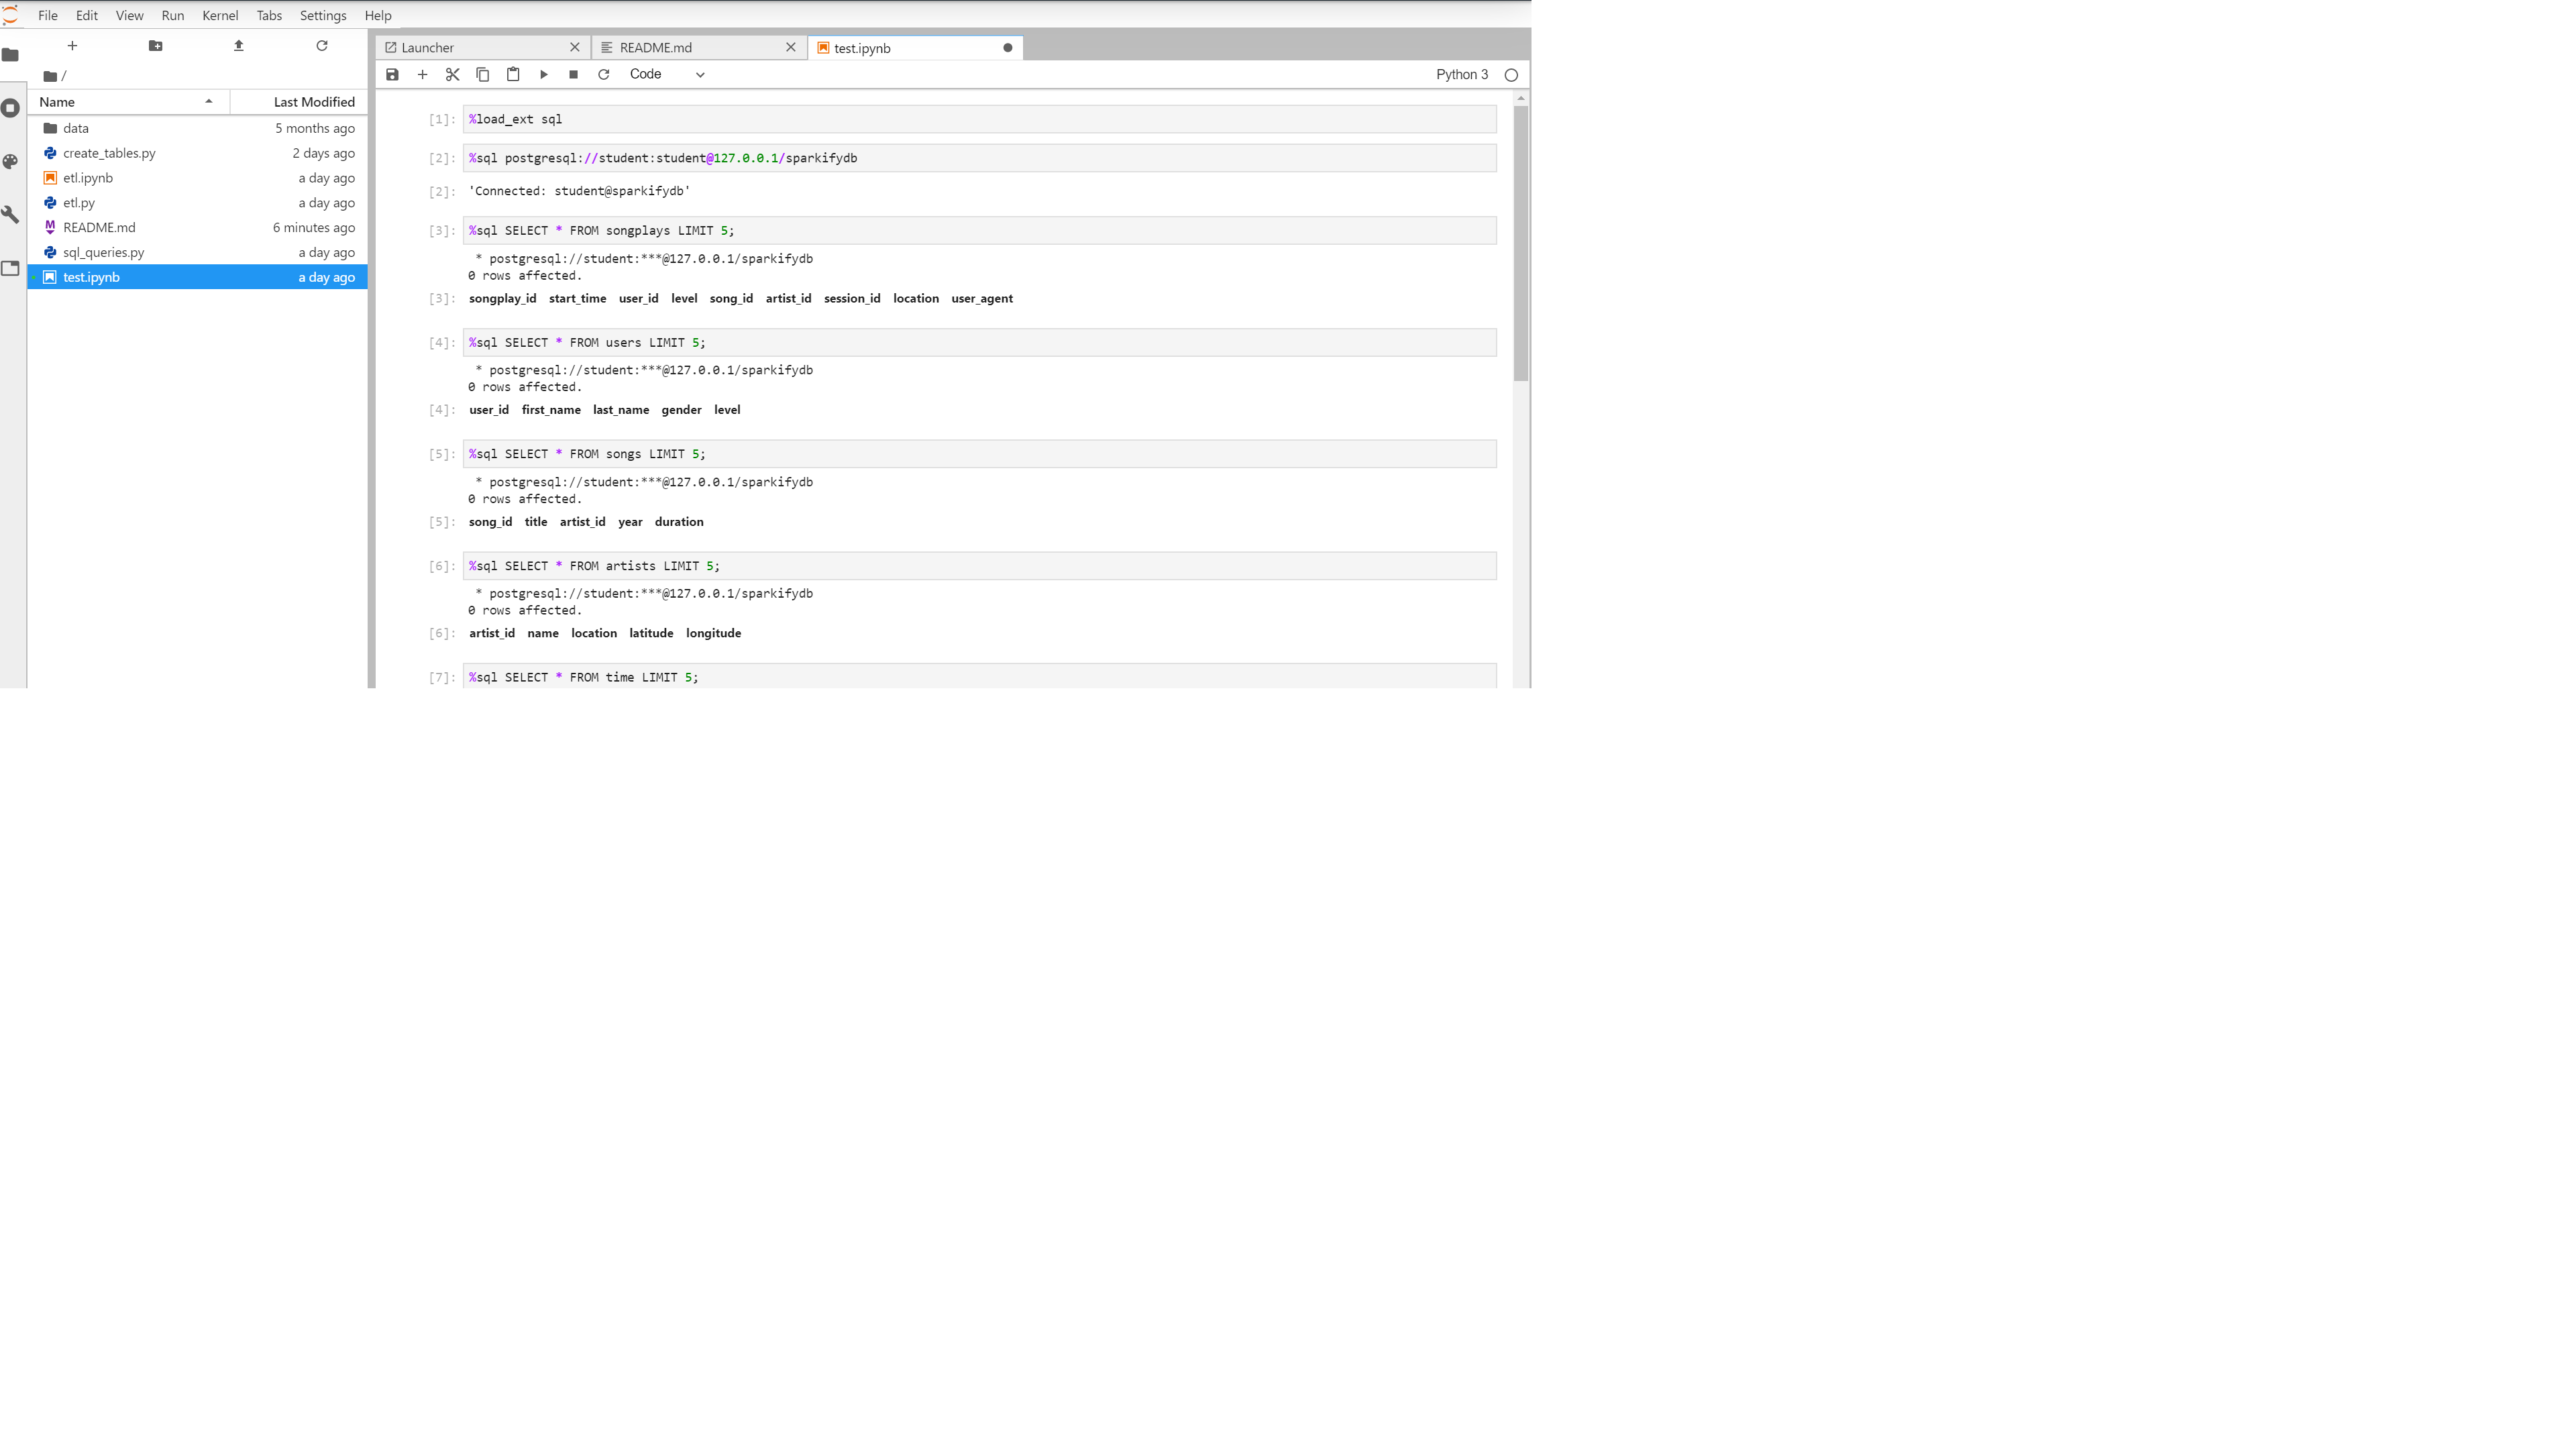 File Edit View Run Kernel Tabs Settings Help
/
Name Last Modified
data 5 months ago
create_tables.py 2 days ago
etl.ipynb a day ago
etl.py a day ago
README.md 6 minutes ago
sql_queries.py a day ago
test.ipynb a day ago
Launcher README.md test.ipynb
Code Python 3
[1]: %load_ext sql
[2]: %sql postgresql://student:student@127.0.0.1/sparkifydb
[2]: 'Connected: student@sparkifydb'
[3]: %sql SELECT * FROM songplays LIMIT 5;
* postgresql://student:***@127.0.0.1/sparkifydb
0 rows affected.
[3]: songplay_id start_time user_id level song_id artist_id session_id location user_agent
[4]: %sql SELECT * FROM users LIMIT 5;
* postgresql://student:***@127.0.0.1/sparkifydb
0 rows affected.
[4]: user_id first_name last_name gender level
[5]: %sql SELECT * FROM songs LIMIT 5;
* postgresql://student:***@127.0.0.1/sparkifydb
0 rows affected.
[5]: song_id title artist_id year duration
[6]: %sql SELECT * FROM artists LIMIT 5;
* postgresql://student:***@127.0.0.1/sparkifydb
0 rows affected.
[6]: artist_id name location latitude longitude
[7]: %sql SELECT * FROM time LIMIT 5;